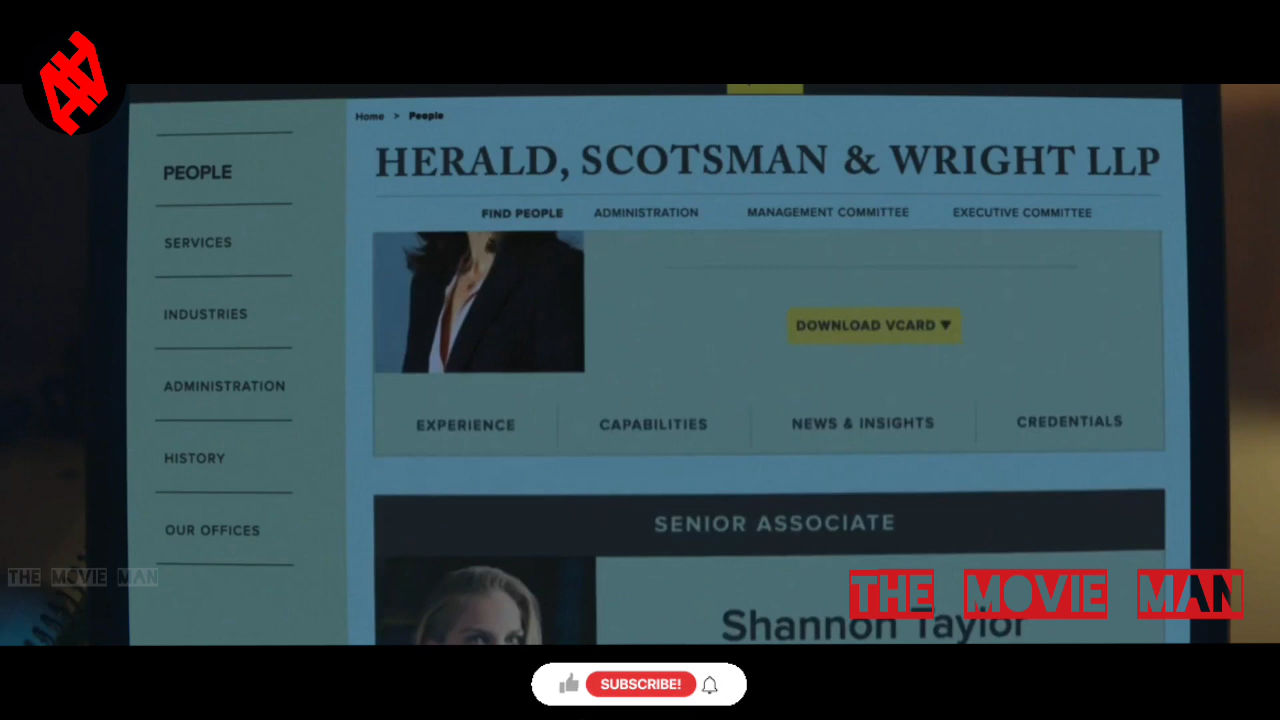 Home > People
HERALD, SCOTSMAN & WRIGHT LLP
FIND PEOPLE ADMINISTRATION MANAGEMENT COMMITTEE EXECUTIVE COMMITTEE
PEOPLE
SERVICES
INDUSTRIES
ADMINISTRATION
HISTORY
OUR OFFICES
DOWNLOAD VCARD ▼
EXPERIENCE CAPABILITIES NEWS & INSIGHTS CREDENTIALS
SENIOR ASSOCIATE
Shannon Taylor
THE MOVIE MAN
THE MOVIE MAN
SUBSCRIBE!